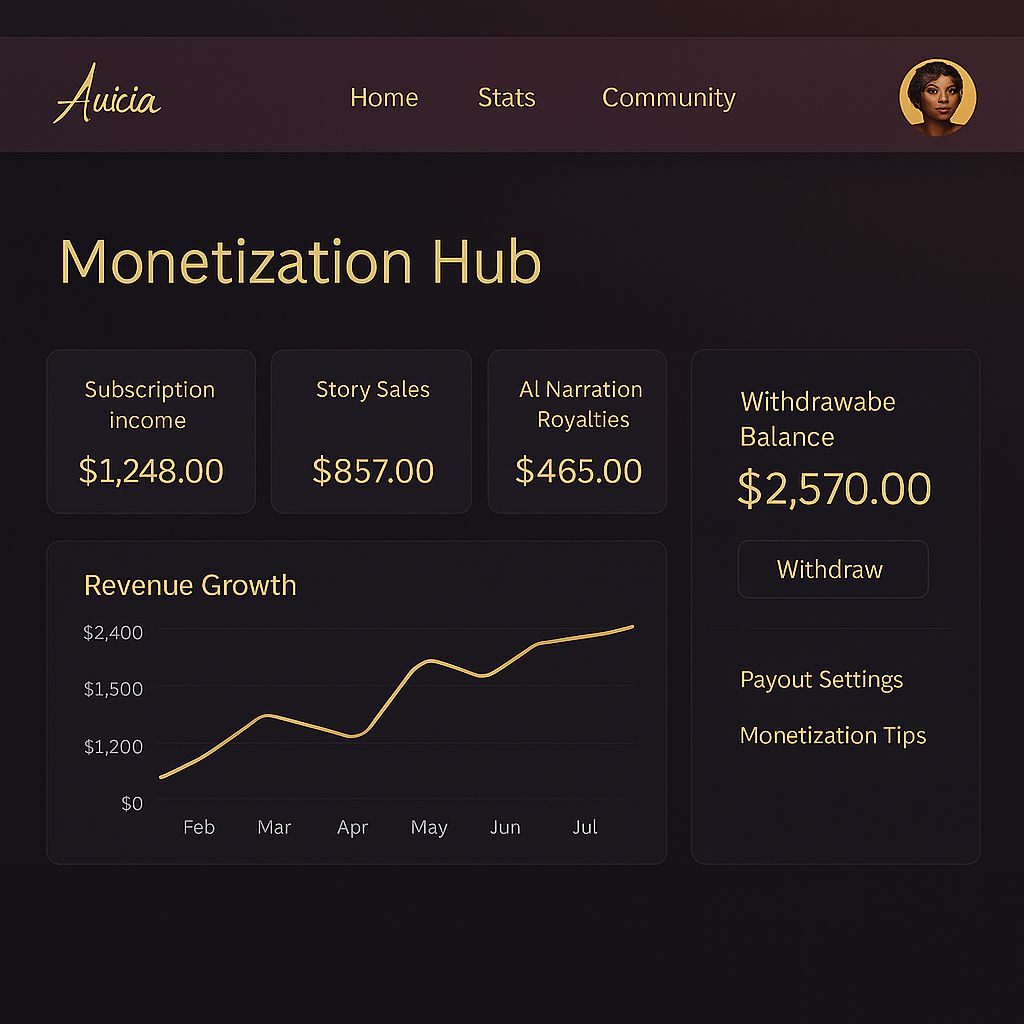 Auicia
Home
Stats
Community
Monetization Hub
Subscription
income
$1,248.00
Story Sales
$857.00
AI Narration
Royalties
$465.00
Withdrawabe
Balance
$2,570.00
Withdraw
Payout Settings
Monetization Tips
Revenue Growth
$2,400
$1,500
$1,200
$0
Feb
Mar
Apr
May
Jun
Jul